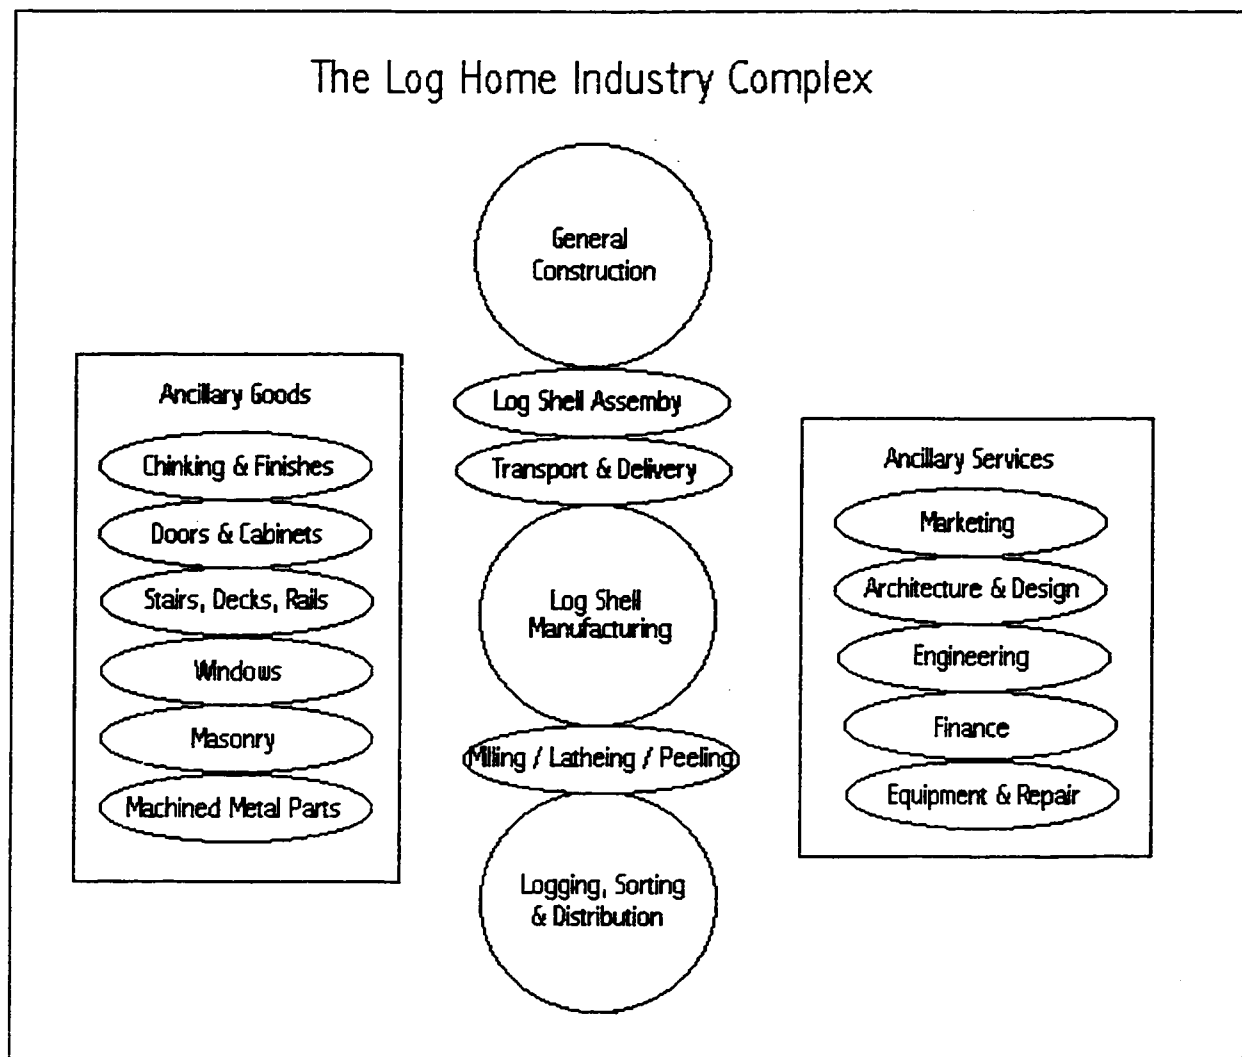 The Log Home Industry Complex
General
Construction
Log Shell Assemby
Transport & Delivery
Log Shell
Manufacturing
Milling / Latheing / Peeling
Logging, Sorting
& Distribution
Ancillary Goods
Chinking & Finishes
Doors & Cabinets
Stairs, Decks, Rails
Windows
Masonry
Machined Metal Parts
Ancillary Services
Marketing
Architecture & Design
Engineering
Finance
Equipment & Repair